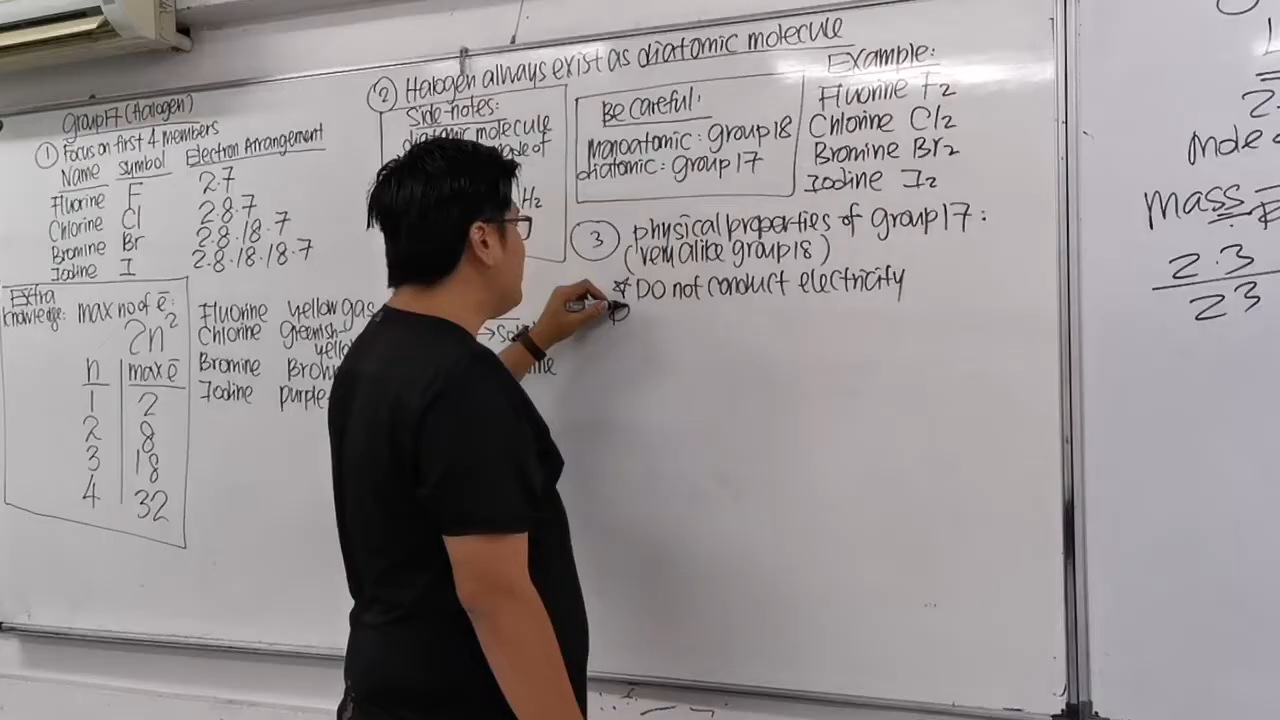 Group 17 (Halogen)
① Focus on first 4 members
Name Symbol Electron Arrangement
Fluorine F 2.7
Chlorine Cl 2.8.7
Bromine Br 2.8.18.7
Iodine I 2.8.18.18.7
Extra
knowledge: max no of ē:
2n²
n max ē
1 2
2 8
3 18
4 32
Fluorine yellow gas
Chlorine greenish
yello
Bromine Brow
Iodine purple
② Halogen always exist as diatomic molecule
Side-notes:
diatomic molecule
of
H₂
Be careful:
Monoatomic: group 18
diatomic: group 17
Example:
Fluorine F₂
Chlorine Cl₂
Bromine Br₂
Iodine I₂
③ physical properties of group 17:
(very alike group 18)
* DO not conduct electricity
mole
mass
2.3
23